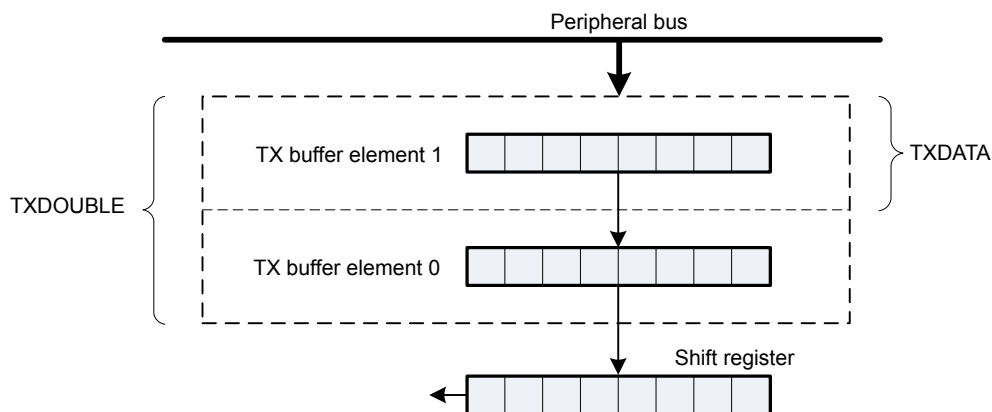 Peripheral bus
TX buffer element 1
TXDATA
TXDOUBLE
TX buffer element 0
Shift register